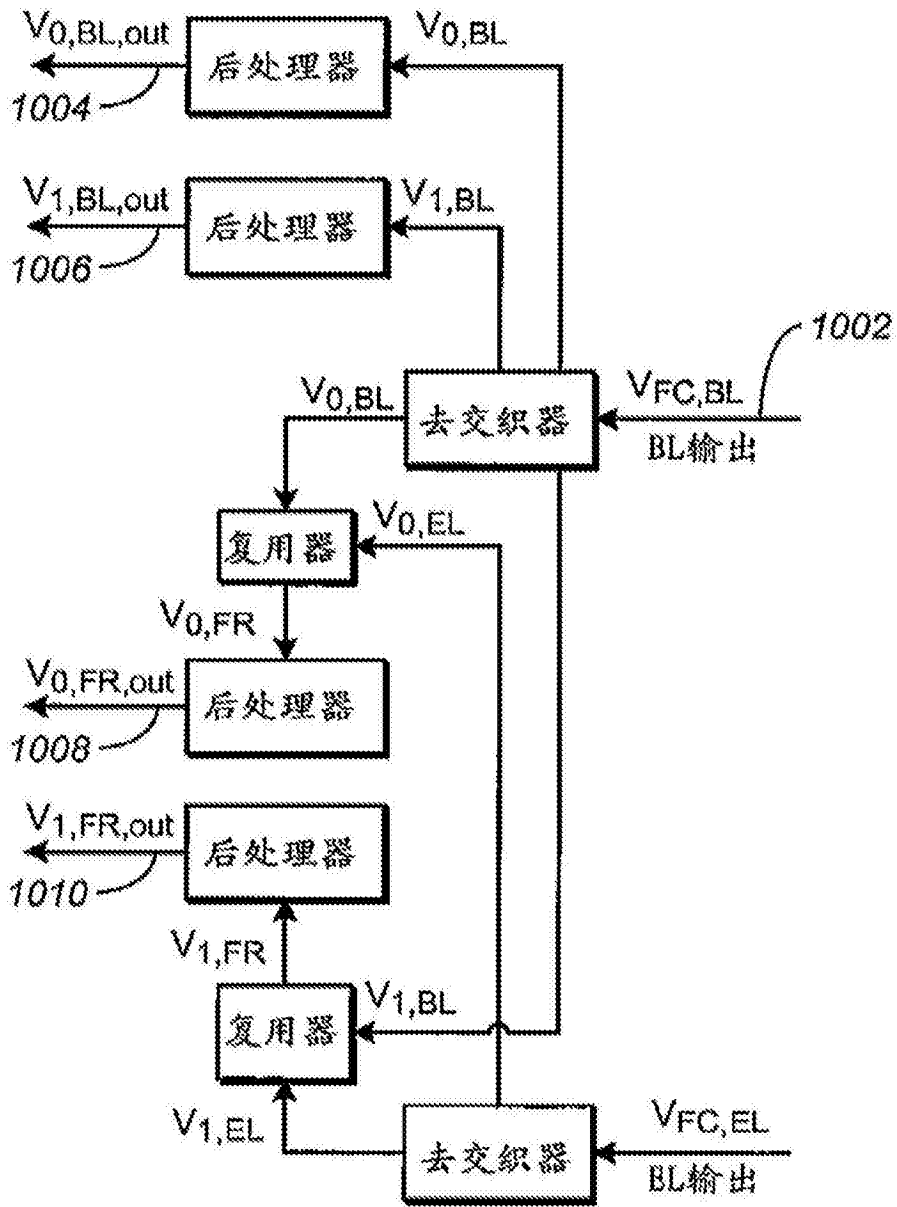 V0,BL,out
后处理器
V0,BL
1004
V1,BL,out
后处理器
V1,BL
1006
1002
V0,BL
去交织器
VFC,BL
BL输出
复用器
V0,EL
V0,FR
V0,FR,out
后处理器
1008
V1,FR,out
后处理器
1010
V1,FR
V1,BL
复用器
V1,EL
去交织器
VFC,EL
BL输出